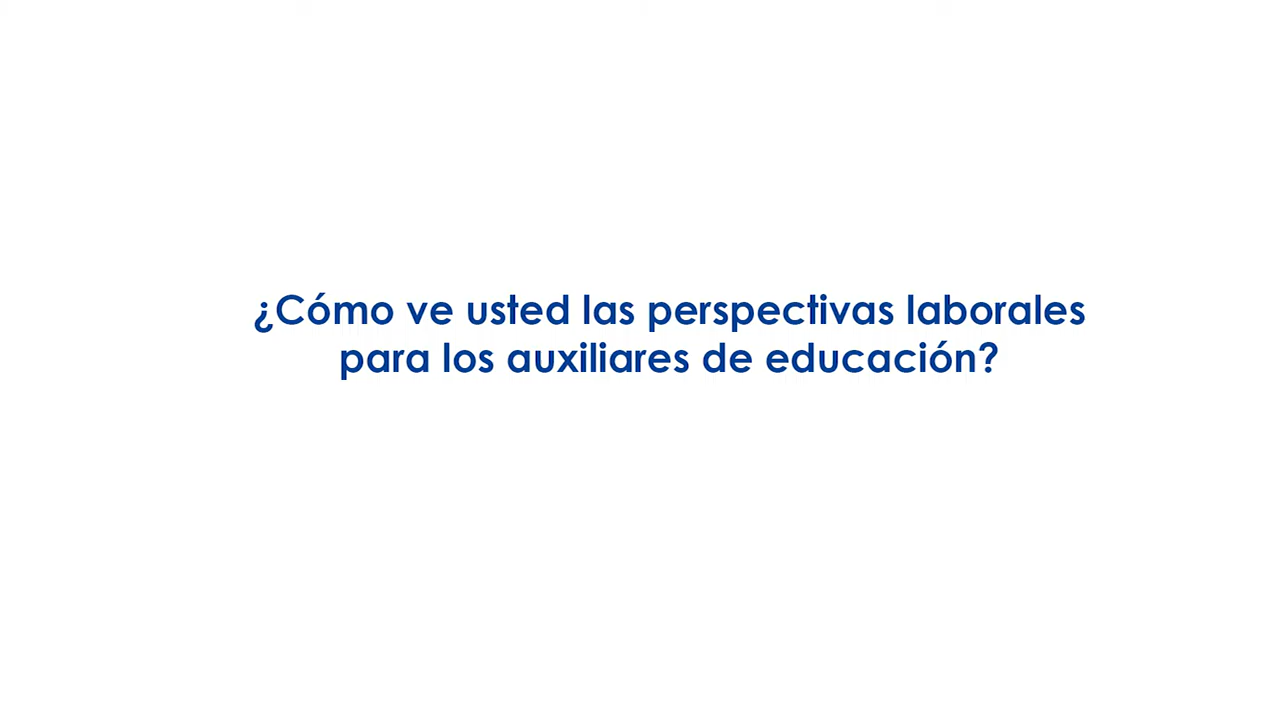 ¿Cómo ve usted las perspectivas laborales
para los auxiliares de educación?